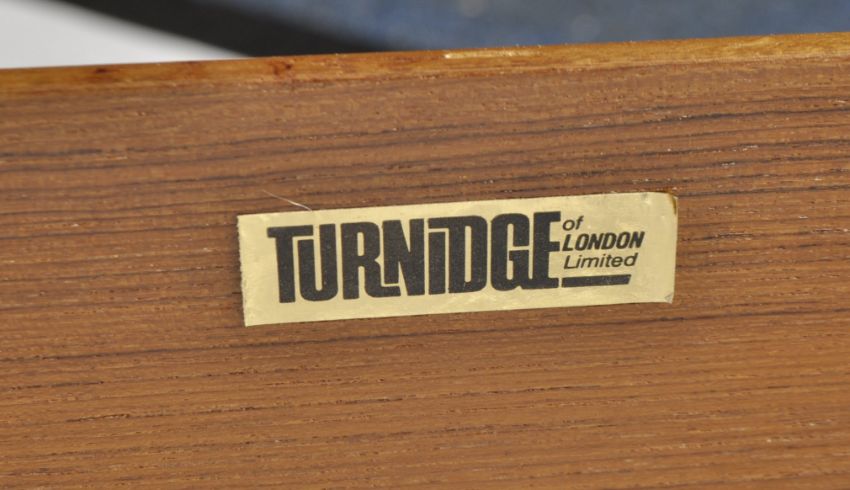 TURNiDGE
of
LONDON
Limited